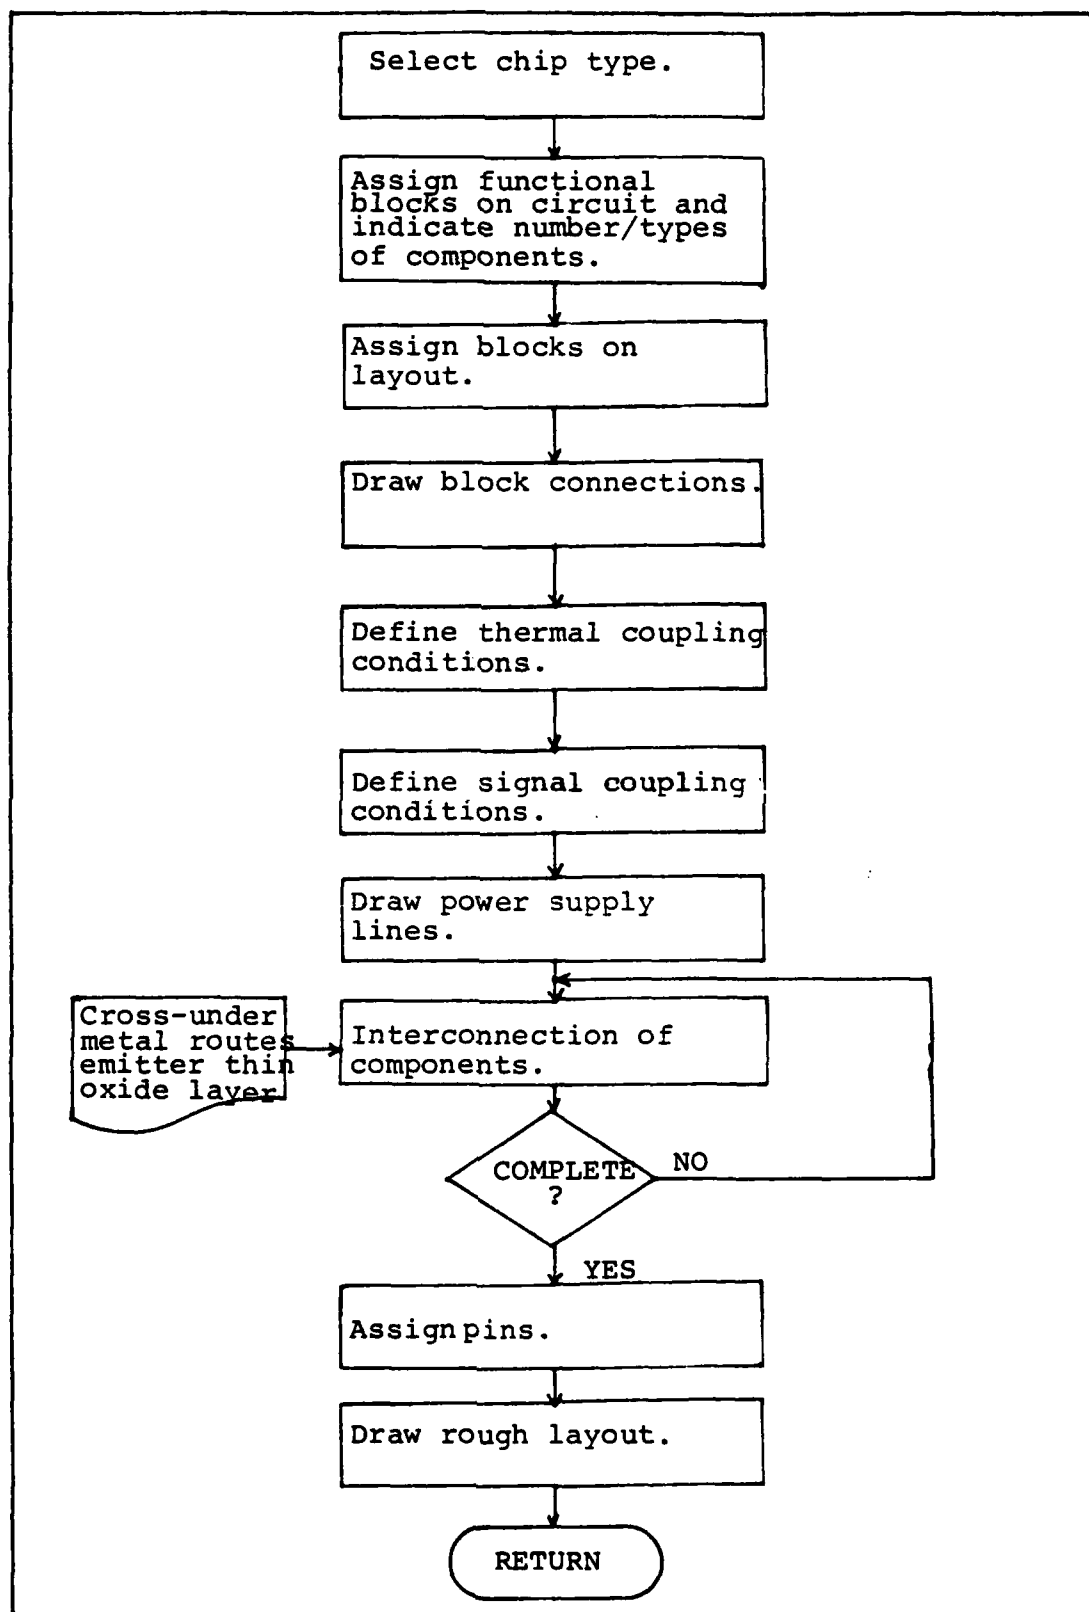 Select chip type.
Assign functional
blocks on circuit and
indicate number/types
of components.
Assign blocks on
layout.
Draw block connections.
Define thermal coupling
conditions.
Define signal coupling
conditions.
Draw power supply
lines.
Cross-under
metal routes
emitter thin
oxide layer
Interconnection of
components.
COMPLETE
?
NO
YES
Assign pins.
Draw rough layout.
RETURN